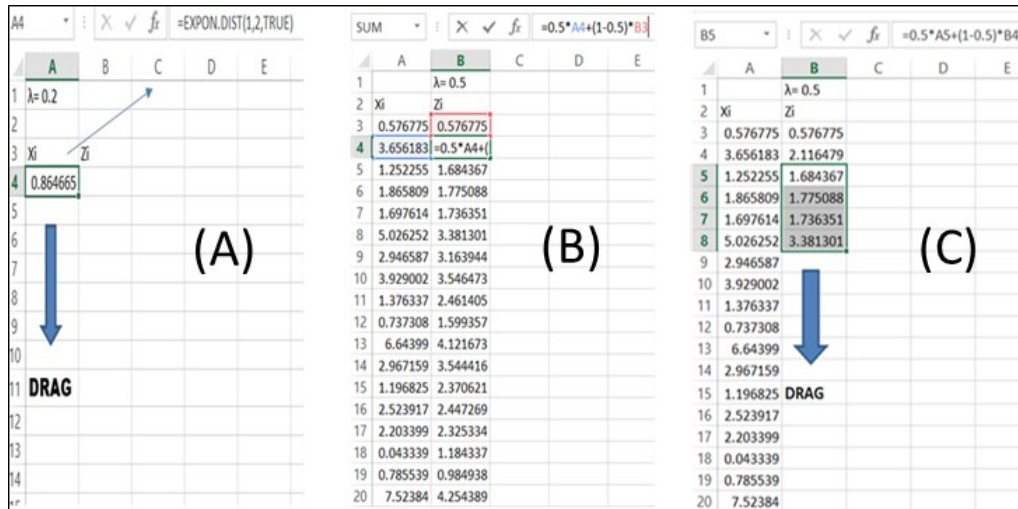 A4 =EXPON.DIST(1,2,TRUE)
A B C D E
1 λ= 0.2
2
3 Xi Zi
4 0.864665
5
6
7
8
9
10
11 DRAG
12
13
14
(A)
SUM =0.5*A4+(1-0.5)*B3
A B C D E
1 λ= 0.5
2 Xi Zi
3 0.576775 0.576775
4 3.656183 =0.5*A4+(
5 1.252255 1.684367
6 1.865809 1.775088
7 1.697614 1.736351
8 5.026252 3.381301
9 2.946587 3.163944
10 3.929002 3.546473
11 1.376337 2.461405
12 0.737308 1.599357
13 6.64399 4.121673
14 2.967159 3.544416
15 1.196825 2.370621
16 2.523917 2.447269
17 2.203399 2.325334
18 0.043339 1.184337
19 0.785539 0.984938
20 7.52384 4.254389
(B)
B5 =0.5*A5+(1-0.5)*B4
A B C D E
1 λ= 0.5
2 Xi Zi
3 0.576775 0.576775
4 3.656183 2.116479
5 1.252255 1.684367
6 1.865809 1.775088
7 1.697614 1.736351
8 5.026252 3.381301
9 2.946587
10 3.929002
11 1.376337
12 0.737308
13 6.64399
14 2.967159
15 1.196825 DRAG
16 2.523917
17 2.203399
18 0.043339
19 0.785539
20 7.52384
(C)